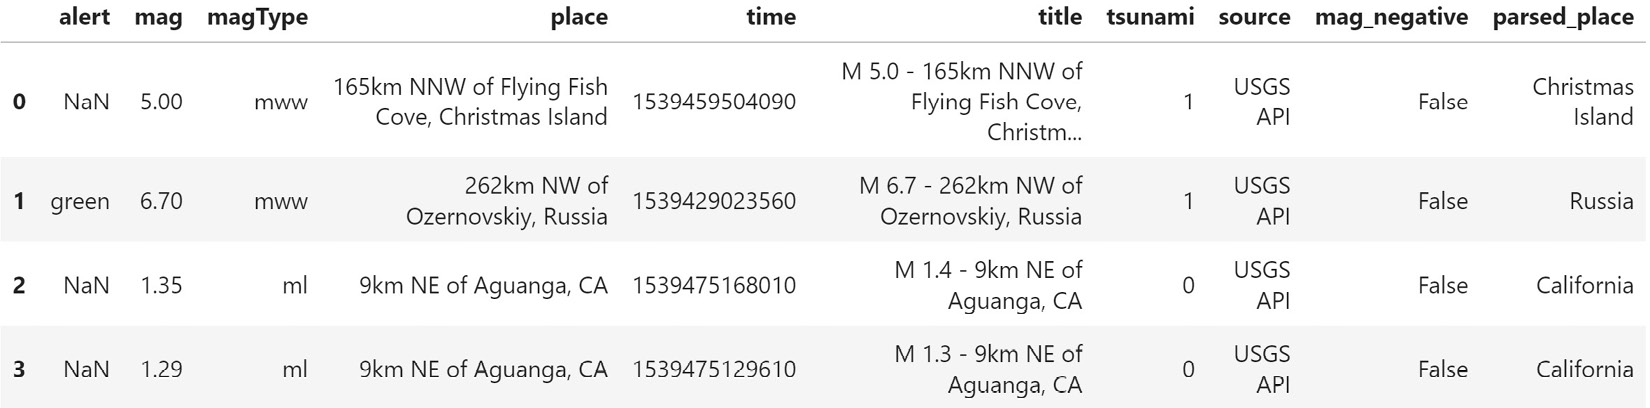 alert mag magType place time title tsunami source mag_negative parsed_place
0 NaN 5.00 mww 165km NNW of Flying Fish Cove, Christmas Island 1539459504090 M 5.0 - 165km NNW of Flying Fish Cove, Christm... 1 USGS API False Christmas Island
1 green 6.70 mww 262km NW of Ozernovskiy, Russia 1539429023560 M 6.7 - 262km NW of Ozernovskiy, Russia 1 USGS API False Russia
2 NaN 1.35 ml 9km NE of Aguanga, CA 1539475168010 M 1.4 - 9km NE of Aguanga, CA 0 USGS API False California
3 NaN 1.29 ml 9km NE of Aguanga, CA 1539475129610 M 1.3 - 9km NE of Aguanga, CA 0 USGS API False California